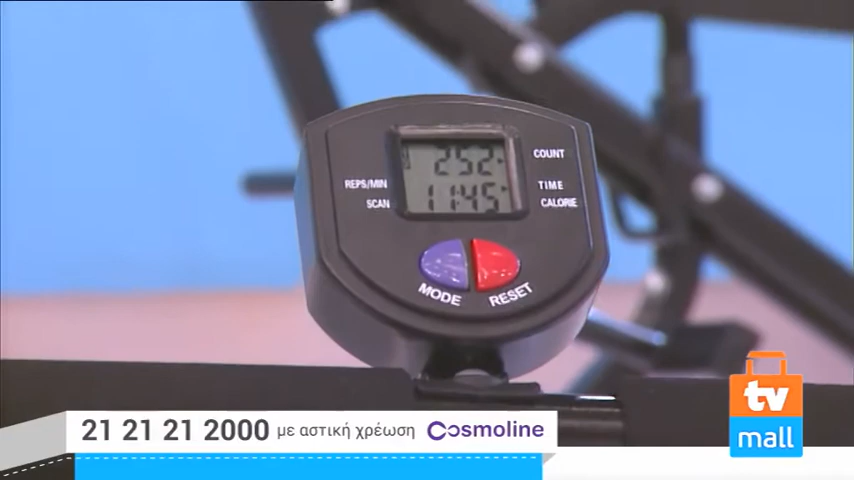 252
COUNT
REPS/MIN
11:45
TIME
SCAN
CALORIE
MODE
RESET
21 21 21 2000 με αστική χρέωση Cosmoline
tv
mall